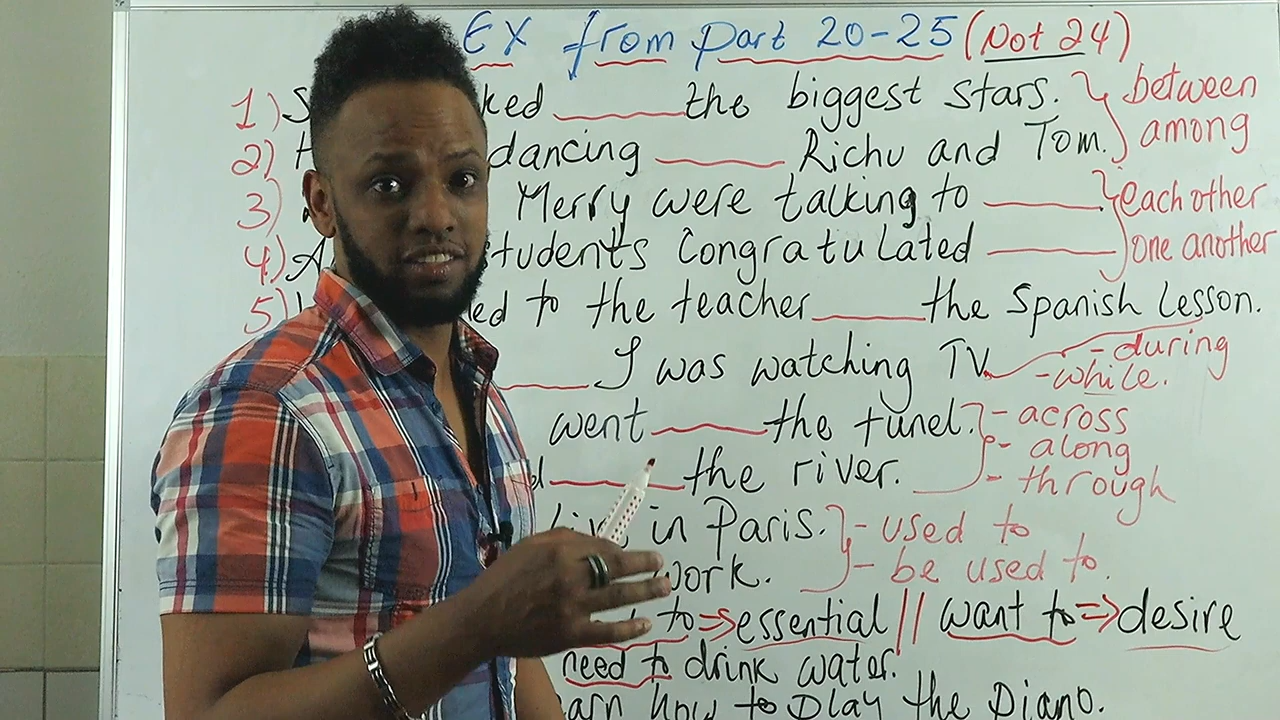 EX from part 20-25 (Not 24)
1) the biggest stars. between
2) dancing Richu and Tom. among
3) Merry were talking to each other
4) students congratulated one another
5) to the teacher the Spanish lesson.
I was watching TV. - during
- while.
went the tunel. - across
- along
the river. - through
in Paris. - used to
work. - be used to.
to => essential || want to => desire
need to drink water.
how to play the piano.